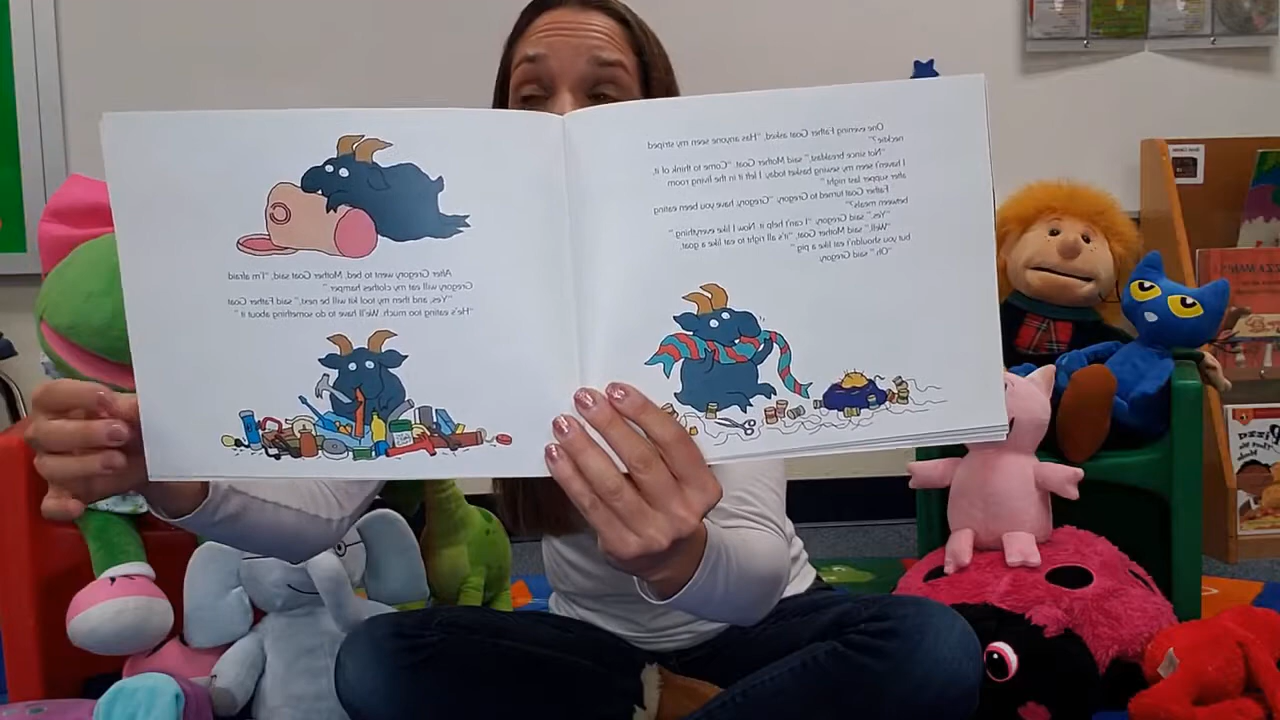 One evening Father Goat asked, "Has anyone seen my striped
necktie?"
"Not since breakfast," said Mother Goat. "Come to think of it,
I haven't seen my sewing basket today. I left it in the living room
after supper last night."
Father Goat turned to Gregory. "Gregory, have you been eating
between meals?"
"Yes," said Gregory. "I can't help it. Now I like everything."
"Well," said Mother Goat, "it's all right to eat like a goat,
but you shouldn't eat like a pig."
"Oh," said Gregory.
After Gregory went to bed, Mother Goat said, "I'm afraid
Gregory will eat my clothes hamper."
"Yes, and then my tool kit will be next," said Father Goat.
"He's eating too much. We'll have to do something about it."